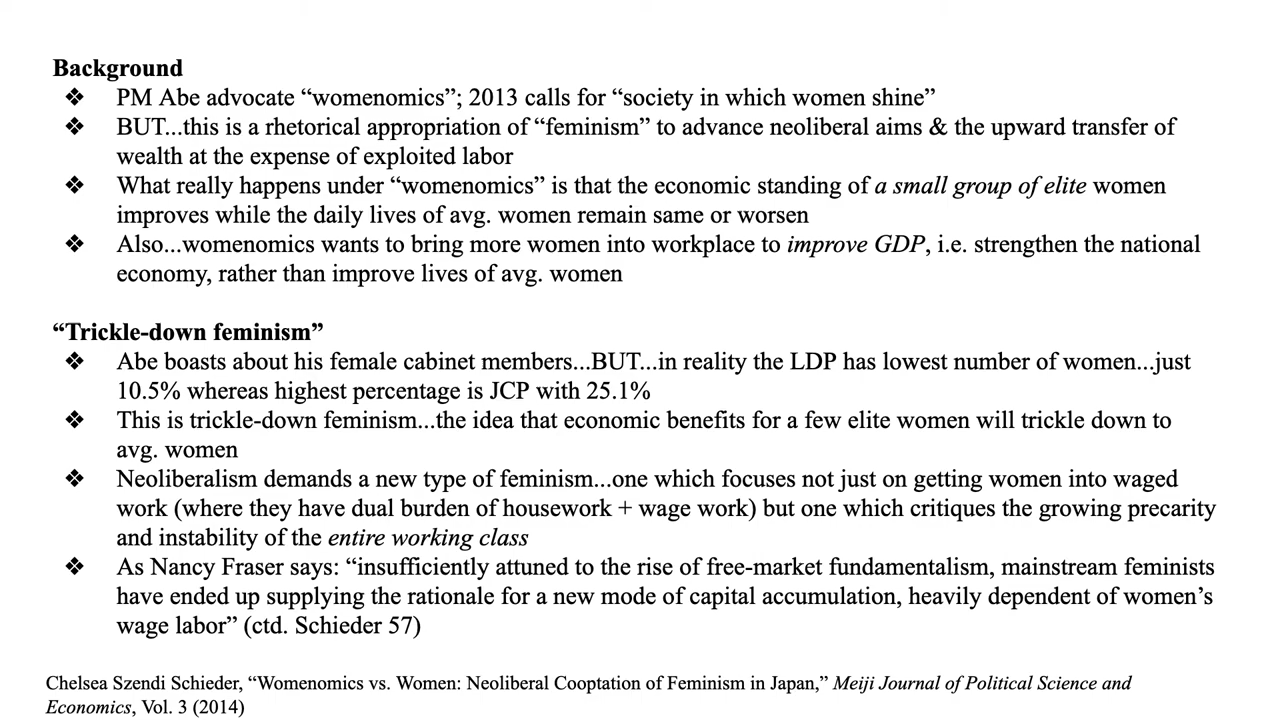 Background
❖ PM Abe advocate “womenomics”; 2013 calls for “society in which women shine”
❖ BUT...this is a rhetorical appropriation of “feminism” to advance neoliberal aims & the upward transfer of
wealth at the expense of exploited labor
❖ What really happens under “womenomics” is that the economic standing of a small group of elite women
improves while the daily lives of avg. women remain same or worsen
❖ Also...womenomics wants to bring more women into workplace to improve GDP, i.e. strengthen the national
economy, rather than improve lives of avg. women
“Trickle-down feminism”
❖ Abe boasts about his female cabinet members...BUT...in reality the LDP has lowest number of women...just
10.5% whereas highest percentage is JCP with 25.1%
❖ This is trickle-down feminism...the idea that economic benefits for a few elite women will trickle down to
avg. women
❖ Neoliberalism demands a new type of feminism...one which focuses not just on getting women into waged
work (where they have dual burden of housework + wage work) but one which critiques the growing precarity
and instability of the entire working class
❖ As Nancy Fraser says: “insufficiently attuned to the rise of free-market fundamentalism, mainstream feminists
have ended up supplying the rationale for a new mode of capital accumulation, heavily dependent of women’s
wage labor” (ctd. Schieder 57)
Chelsea Szendi Schieder, “Womenomics vs. Women: Neoliberal Cooptation of Feminism in Japan,” Meiji Journal of Political Science and
Economics, Vol. 3 (2014)